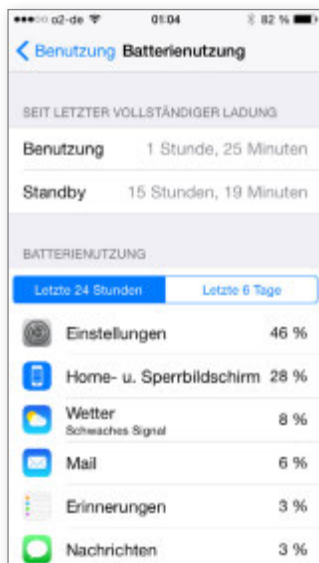 o2-de 01:04 82 %
Benutzung Batterienutzung
SEIT LETZTER VOLLSTÄNDIGER LADUNG
Benutzung 1 Stunde, 25 Minuten
Standby 15 Stunden, 19 Minuten
BATTERIENUTZUNG
Letzte 24 Stunden Letzte 6 Tage
Einstellungen 46 %
Home- u. Sperrbildschirm 28 %
Wetter 8 %
Schwaches Signal
Mail 6 %
Erinnerungen 3 %
Nachrichten 3 %